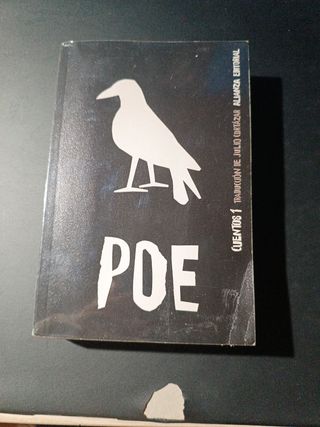 POE
CUENTOS 1 TRADUCCIÓN DE JULIO CORTÁZAR ALIANZA EDITORIAL